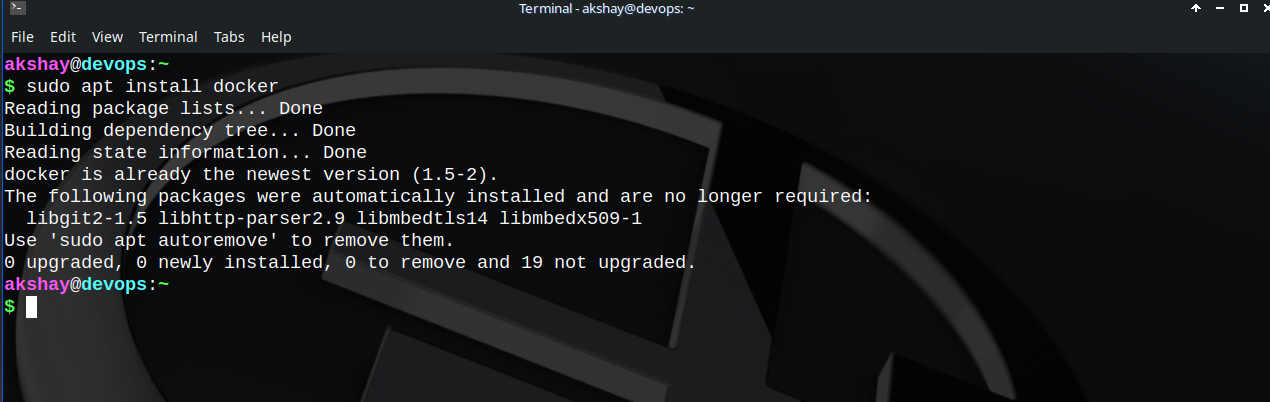 Terminal - akshay@devops: ~
File Edit View Terminal Tabs Help
akshay@devops:~
$ sudo apt install docker
Reading package lists... Done
Building dependency tree... Done
Reading state information... Done
docker is already the newest version (1.5-2).
The following packages were automatically installed and are no longer required:
  libgit2-1.5 libhttp-parser2.9 libmbedtls14 libmbedx509-1
Use 'sudo apt autoremove' to remove them.
0 upgraded, 0 newly installed, 0 to remove and 19 not upgraded.
akshay@devops:~
$